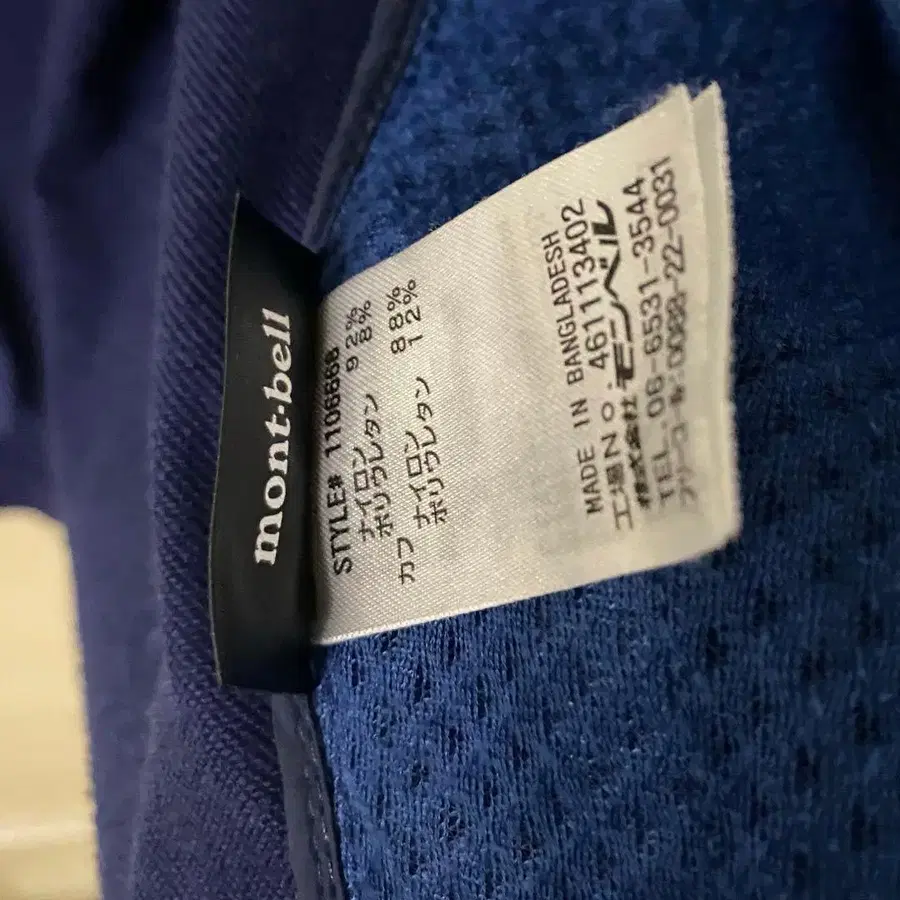 mont-bell
STYLE# 1106668
ナイロン 92%
ポリウレタン 8%
カフ
ナイロン 88%
ポリウレタン 12%
MADE IN BANGLADESH
工場NO. 461113402
株式会社モンベル
TEL.06-6531-3544
フリーコール:0088-22-0031